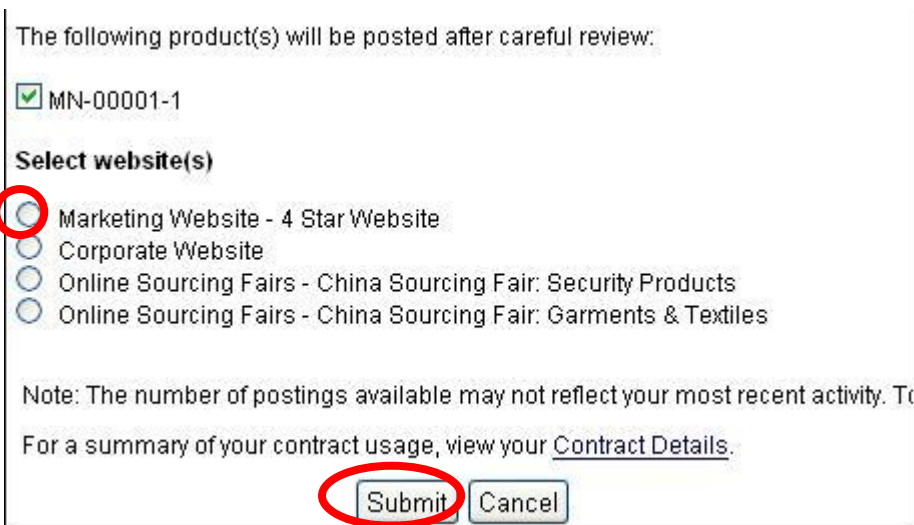 The following product(s) will be posted after careful review:
MN-00001-1
Select website(s)
Marketing Website - 4 Star Website
Corporate Website
Online Sourcing Fairs - China Sourcing Fair: Security Products
Online Sourcing Fairs - China Sourcing Fair: Garments & Textiles
Note: The number of postings available may not reflect your most recent activity.
For a summary of your contract usage, view your Contract Details.
Submit Cancel